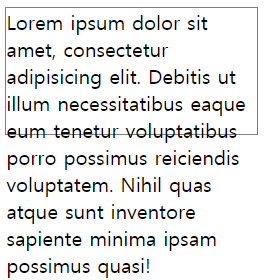 Lorem ipsum dolor sit
amet, consectetur
adipisicing elit. Debitis ut
illum necessitatibus eaque
eum tenetur voluptatibus
porro possimus reiciendis
voluptatem. Nihil quas
atque sunt inventore
sapiente minima ipsam
possimus quasi!